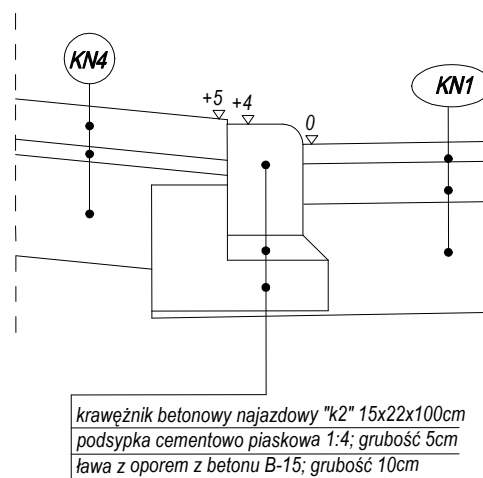 KN4
KN1
+5 +4
0
krawężnik betonowy najazdowy "k2" 15x22x100cm
podsypka cementowo piaskowa 1:4; grubość 5cm
ława z oporem z betonu B-15; grubość 10cm